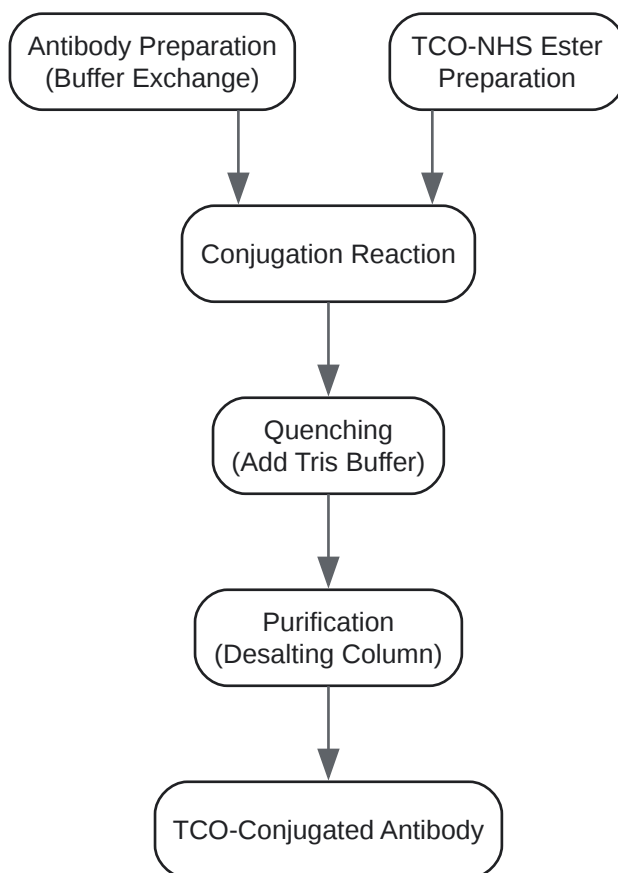 Antibody Preparation
(Buffer Exchange)
TCO-NHS Ester
Preparation
Conjugation Reaction
Quenching
(Add Tris Buffer)
Purification
(Desalting Column)
TCO-Conjugated Antibody